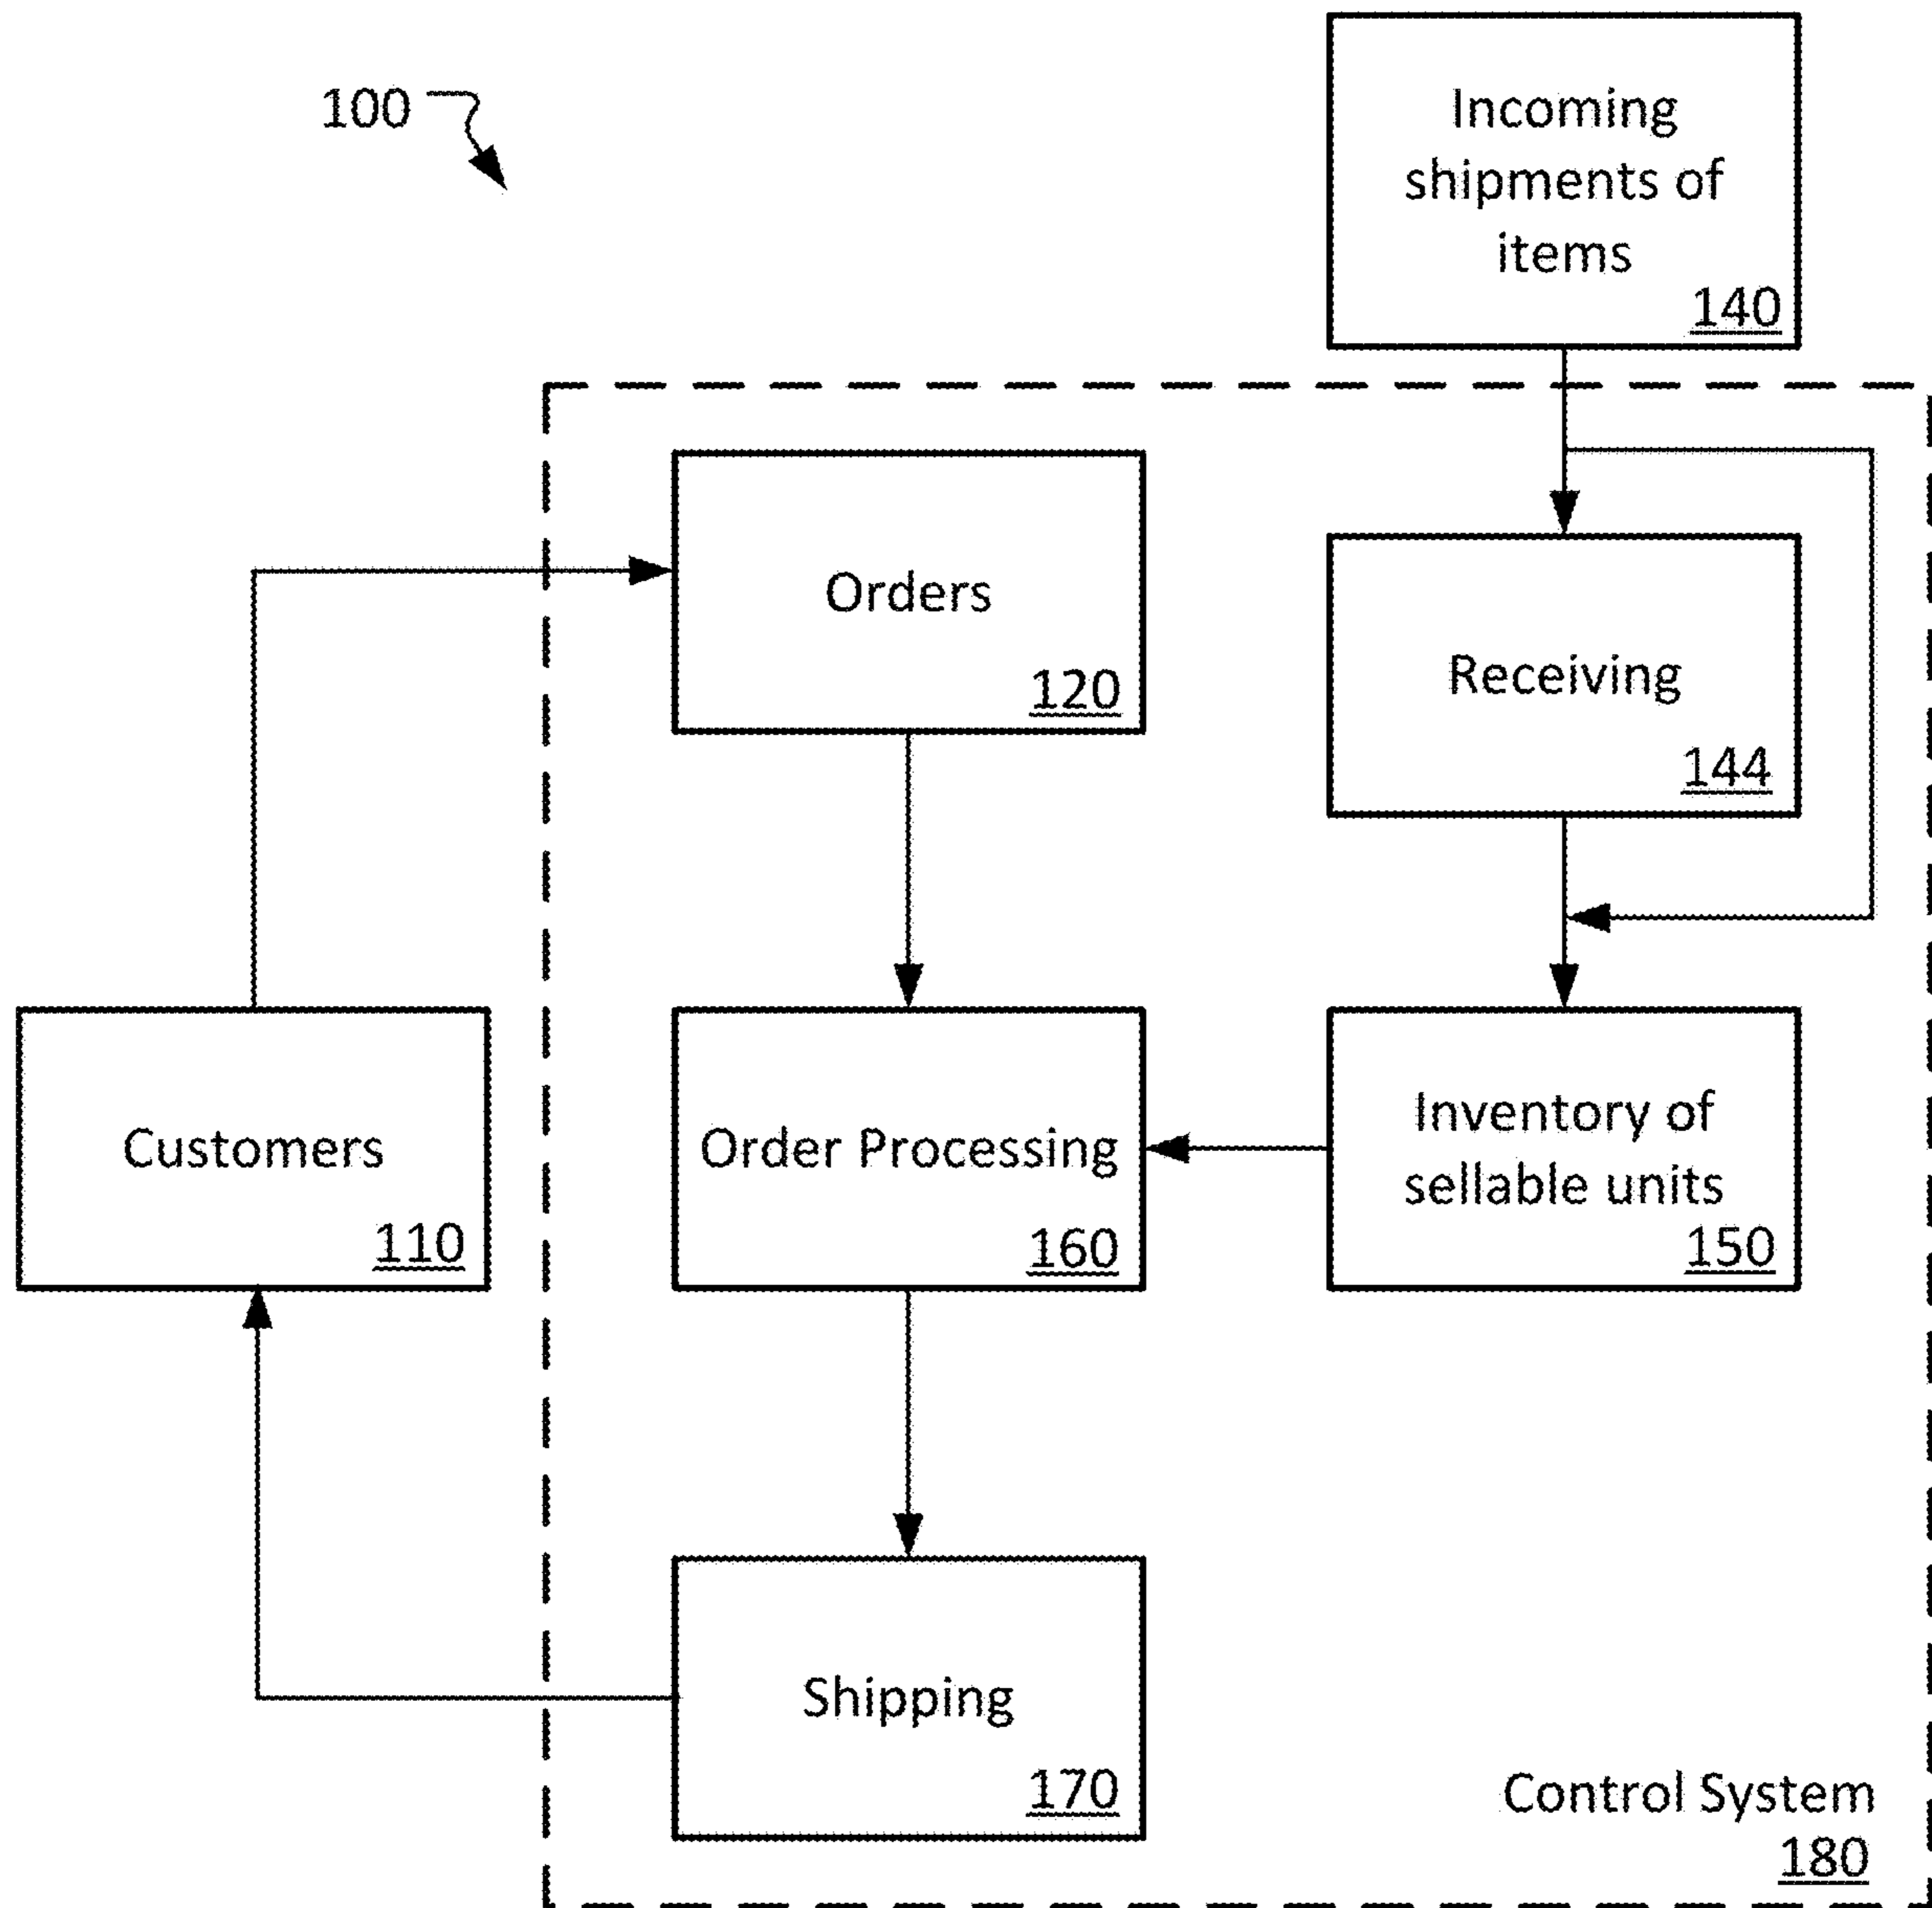 100
Incoming
shipments of
items
140
Orders
120
Receiving
144
Customers
110
Order Processing
160
Inventory of
sellable units
150
Shipping
170
Control System
180